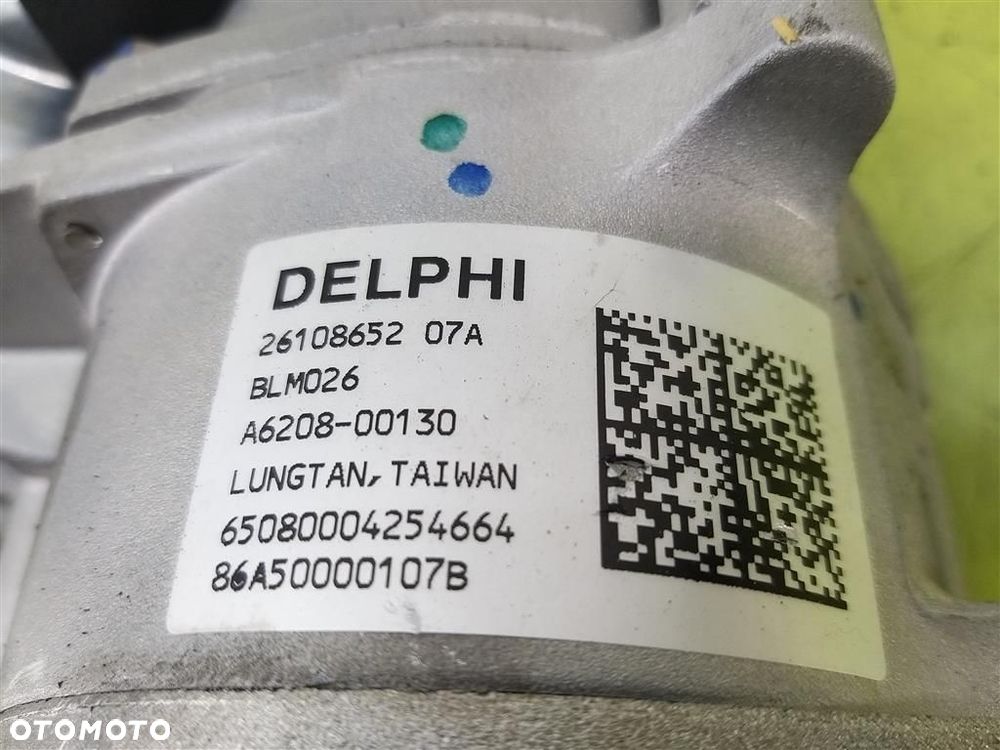 DELPHI
26108652 07A
BLM026
A6208-00130
LUNGTAN, TAIWAN
65080004254664
86A50000107B
OTOMOTO